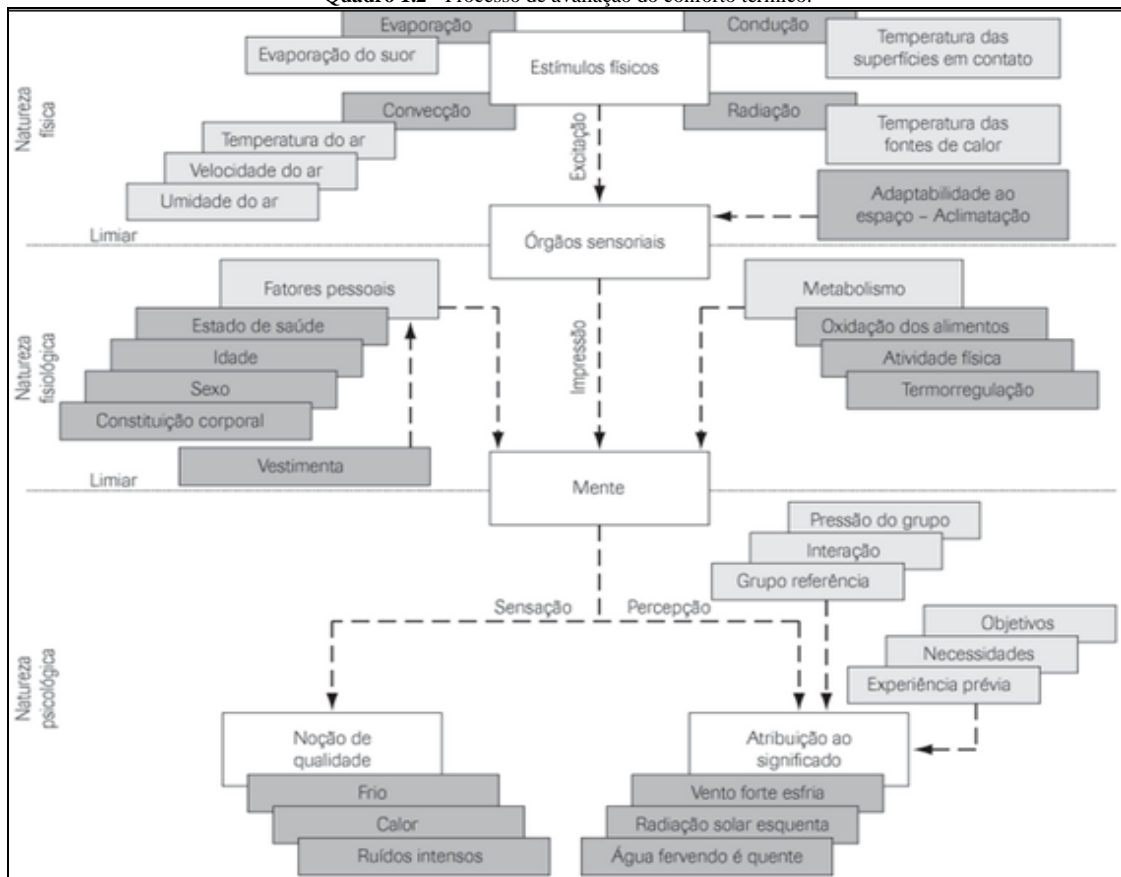 Quadro 1.2 - Processo de avaliação do conforto térmico.
Evaporação
Condução
Evaporação do suor
Estímulos físicos
Temperatura das
superfícies em contato
Natureza
física
Convecção
Radiação
Temperatura do ar
Velocidade do ar
Umidade do ar
Excitação
Temperatura das
fontes de calor
Adaptabilidade ao
espaço – Aclimatação
Limiar
Órgãos sensoriais
Natureza
fisiológica
Fatores pessoais
Estado de saúde
Idade
Sexo
Constituição corporal
Vestimenta
Impressão
Metabolismo
Oxidação dos alimentos
Atividade física
Termorregulação
Limiar
Mente
Natureza
psicológica
Pressão do grupo
Interação
Grupo referência
Sensação
Percepção
Objetivos
Necessidades
Experiência prévia
Noção de
qualidade
Frio
Calor
Ruídos intensos
Atribuição ao
significado
Vento forte esfria
Radiação solar esquenta
Água fervendo é quente